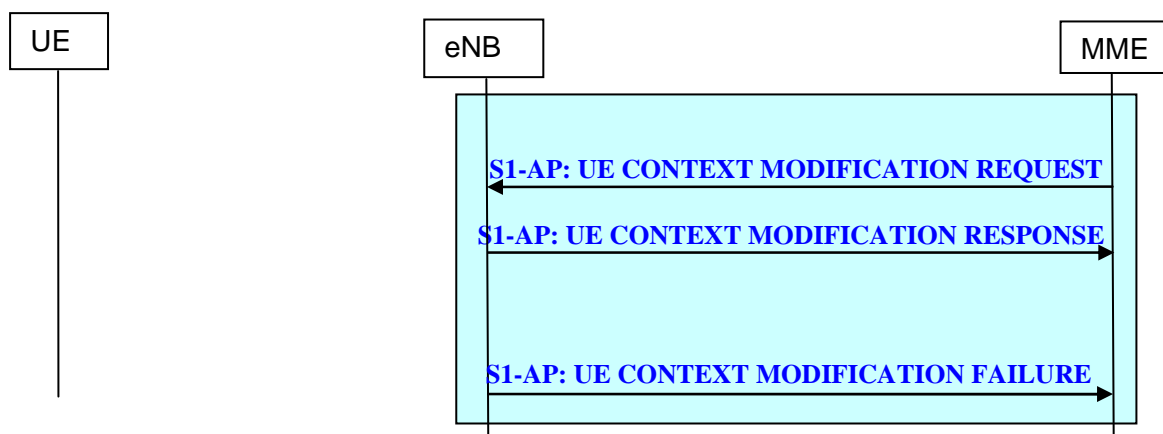 UE
eNB
MME
S1-AP: UE CONTEXT MODIFICATION REQUEST
S1-AP: UE CONTEXT MODIFICATION RESPONSE
S1-AP: UE CONTEXT MODIFICATION FAILURE